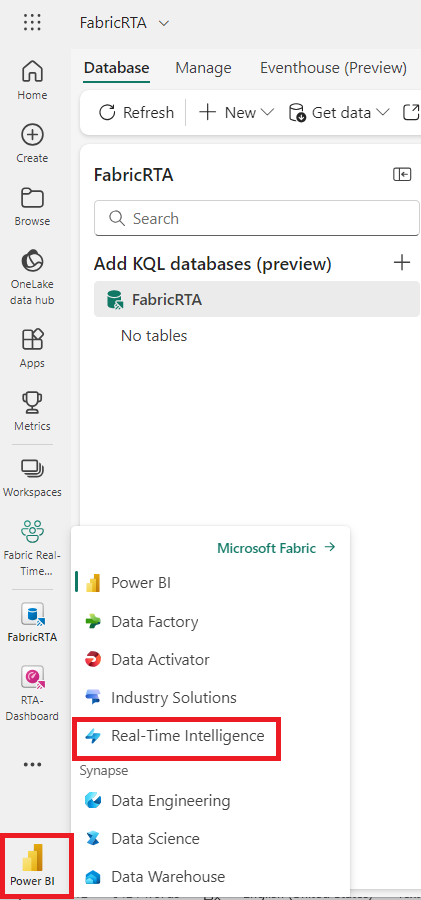 FabricRTA
Home
Create
Browse
OneLake
data hub
Apps
Metrics
Workspaces
Fabric Real-
Time...
FabricRTA
RTA-
Dashboard
Power BI
Database Manage Eventhouse (Preview)
Refresh New Get data
FabricRTA
Search
Add KQL databases (preview)
FabricRTA
No tables
Microsoft Fabric
Power BI
Data Factory
Data Activator
Industry Solutions
Real-Time Intelligence
Synapse
Data Engineering
Data Science
Data Warehouse